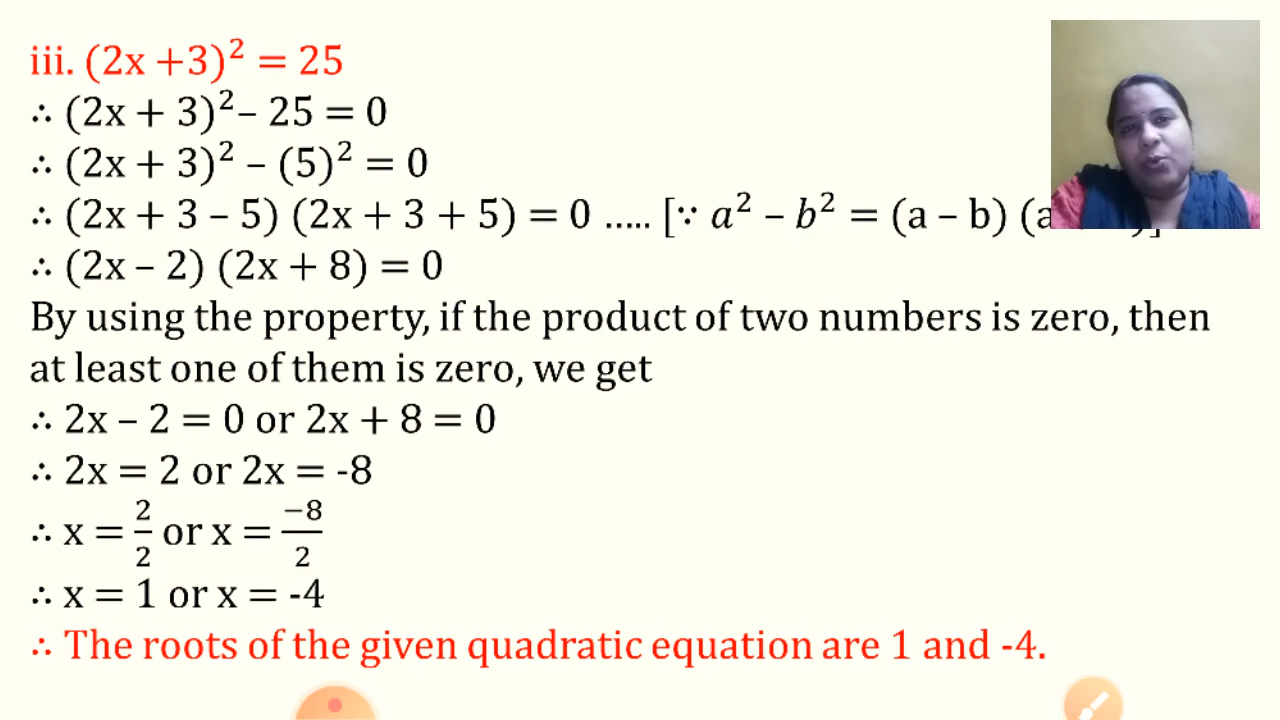 iii. (2x +3)² = 25
∴ (2x + 3)²– 25 = 0
∴ (2x + 3)² – (5)² = 0
∴ (2x + 3 – 5) (2x + 3 + 5) = 0 ..... [∵ a² – b² = (a – b) (a
∴ (2x – 2) (2x + 8) = 0
By using the property, if the product of two numbers is zero, then
at least one of them is zero, we get
∴ 2x – 2 = 0 or 2x + 8 = 0
∴ 2x = 2 or 2x = -8
∴ x = 2/2 or x = −8/2
∴ x = 1 or x = -4
∴ The roots of the given quadratic equation are 1 and -4.